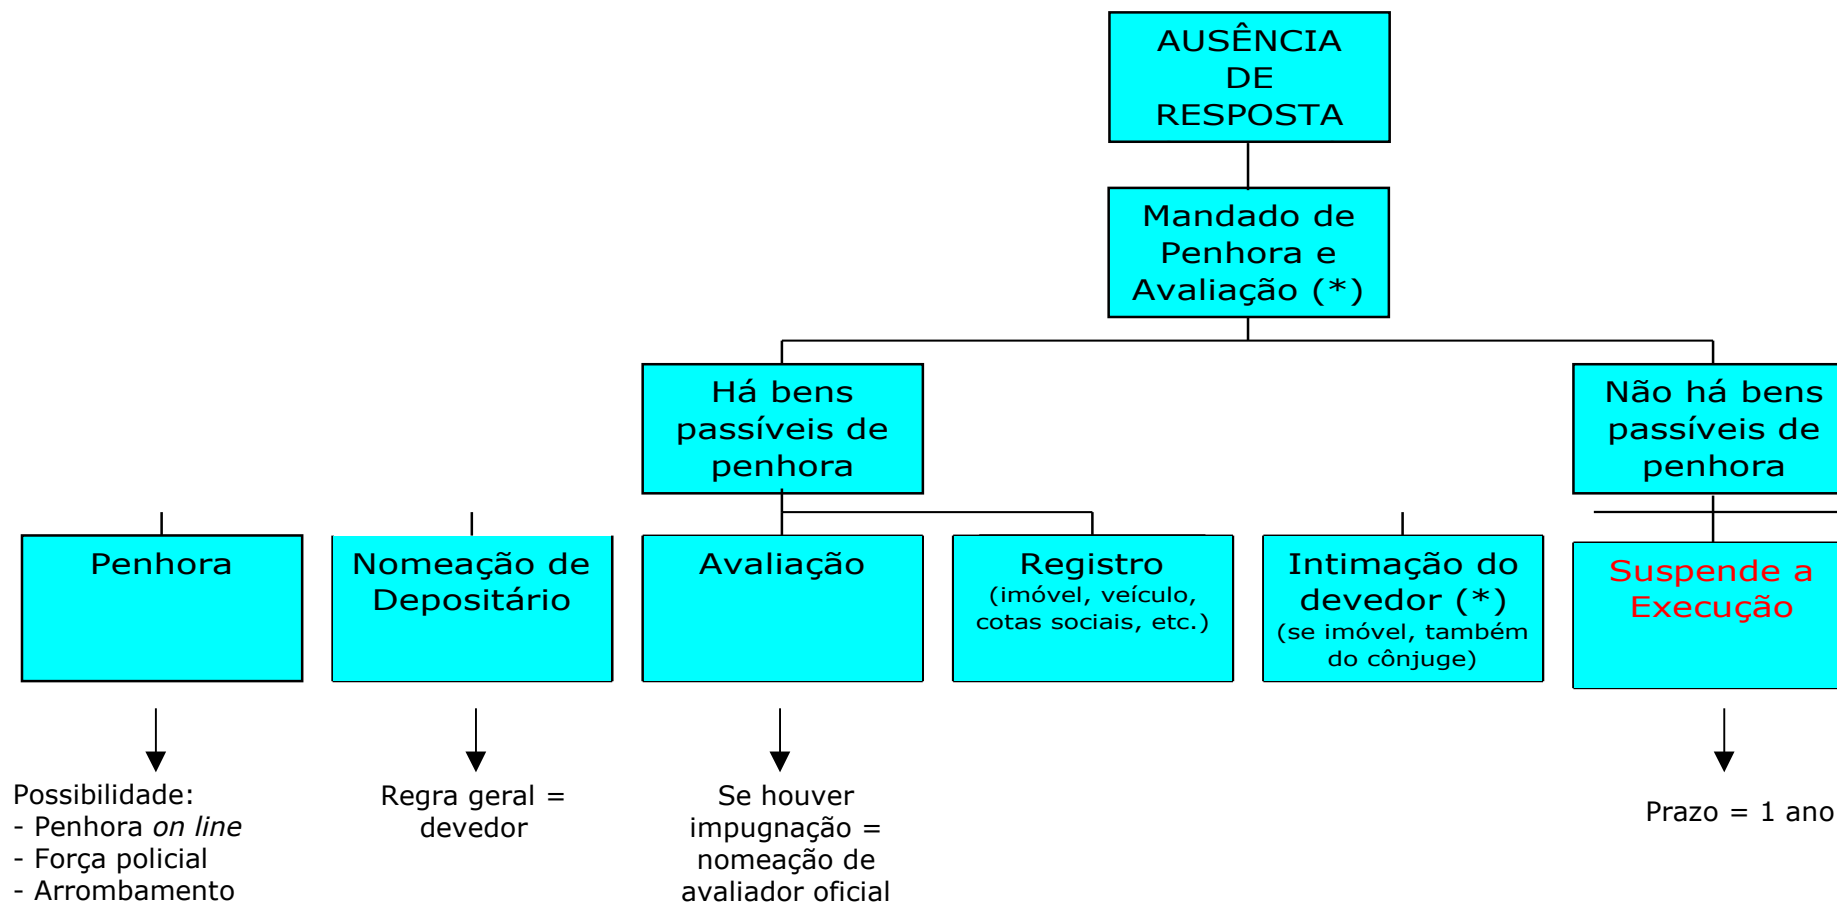 AUSÊNCIA
DE
RESPOSTA
Mandado de
Penhora e
Avaliação (*)
Há bens
passíveis de
penhora
Não há bens
passíveis de
penhora
Penhora
Nomeação de
Depositário
Avaliação
Registro
(imóvel, veículo,
cotas sociais, etc.)
Intimação do
devedor (*)
(se imóvel, também
do cônjuge)
Suspende a
Execução
Possibilidade:
- Penhora on line
- Força policial
- Arrombamento
Regra geral =
devedor
Se houver
impugnação =
nomeação de
avaliador oficial
Prazo = 1 ano